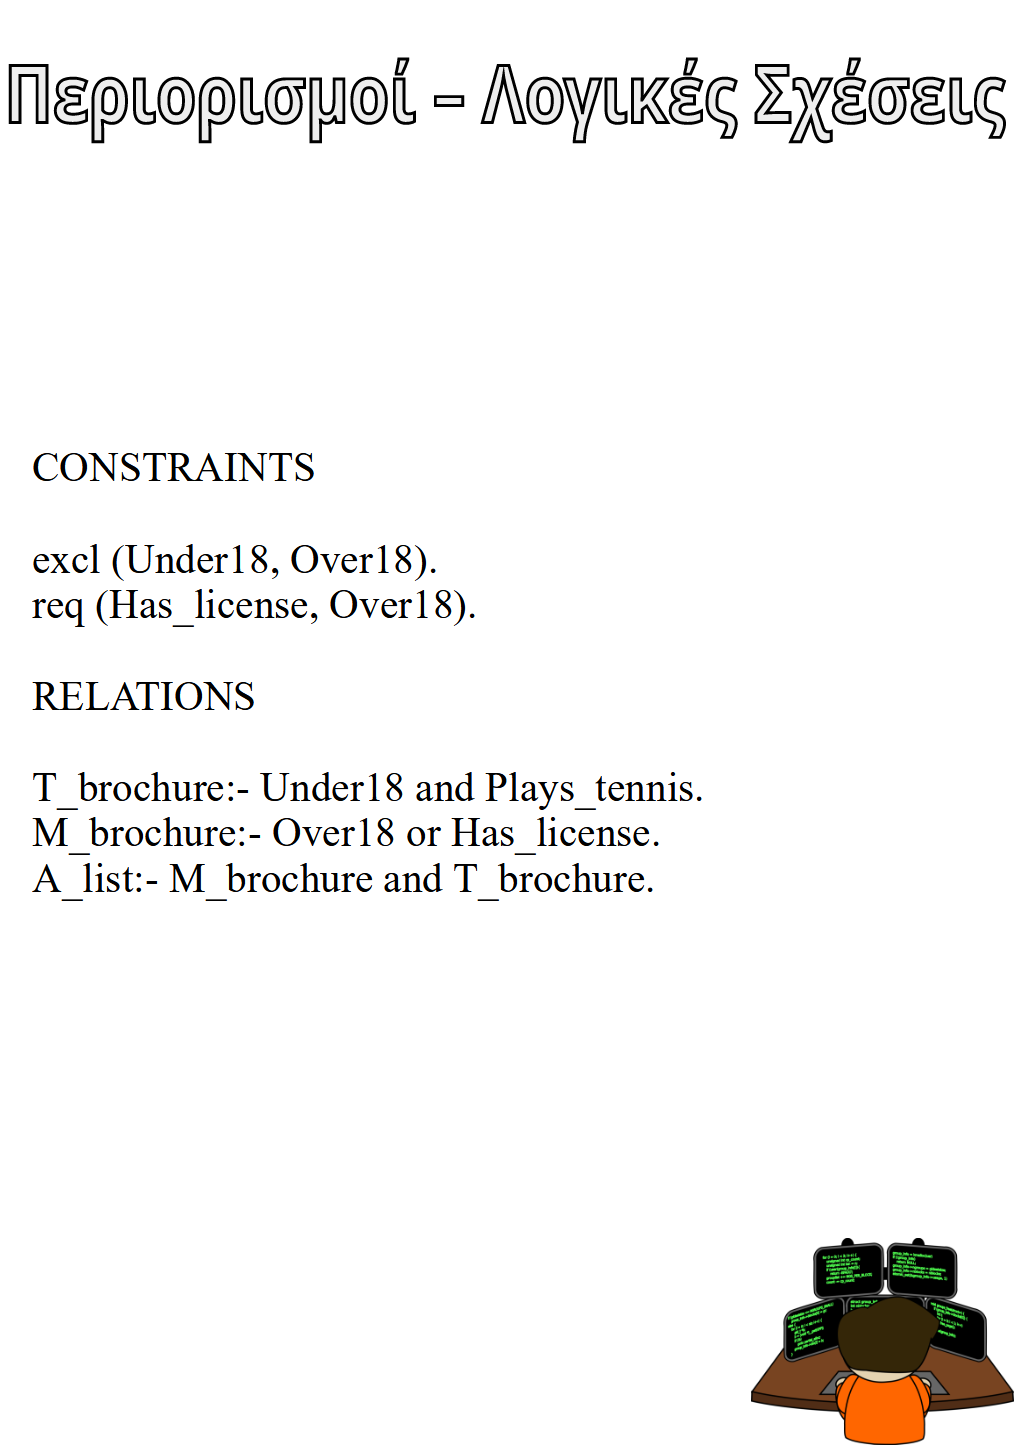 Περιορισμοί – Λογικές Σχέσεις
CONSTRAINTS
excl (Under18, Over18).
req (Has_license, Over18).
RELATIONS
T_brochure:- Under18 and Plays_tennis.
M_brochure:- Over18 or Has_license.
A_list:- M_brochure and T_brochure.